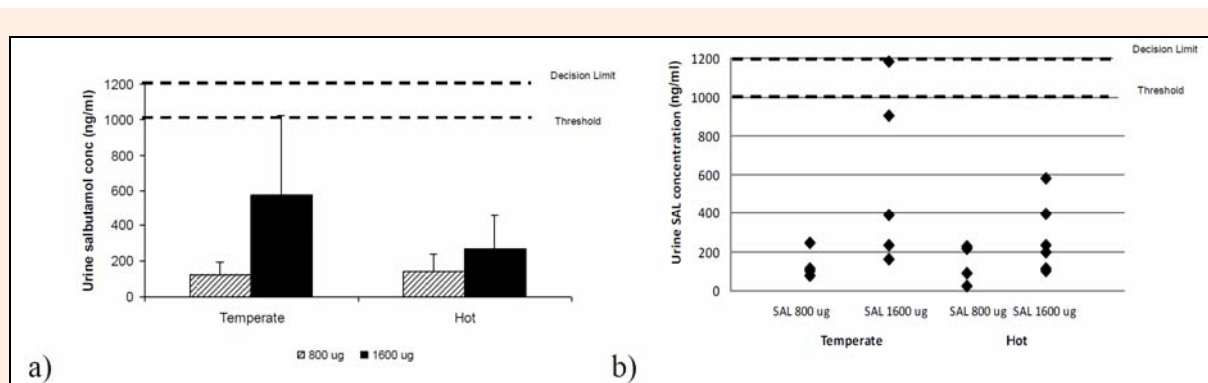 1200
1000
800
600
400
200
0
Urine salbutamol conc (ng/ml)
Decision Limit
Threshold
Temperate
Hot
800 ug
1600 ug
a)
1200
1000
800
600
400
200
0
Urine SAL concentration (ng/ml)
Decision Limit
Threshold
SAL 800 ug
SAL 1600 ug
SAL 800 ug
SAL 1600 ug
Temperate
Hot
b)